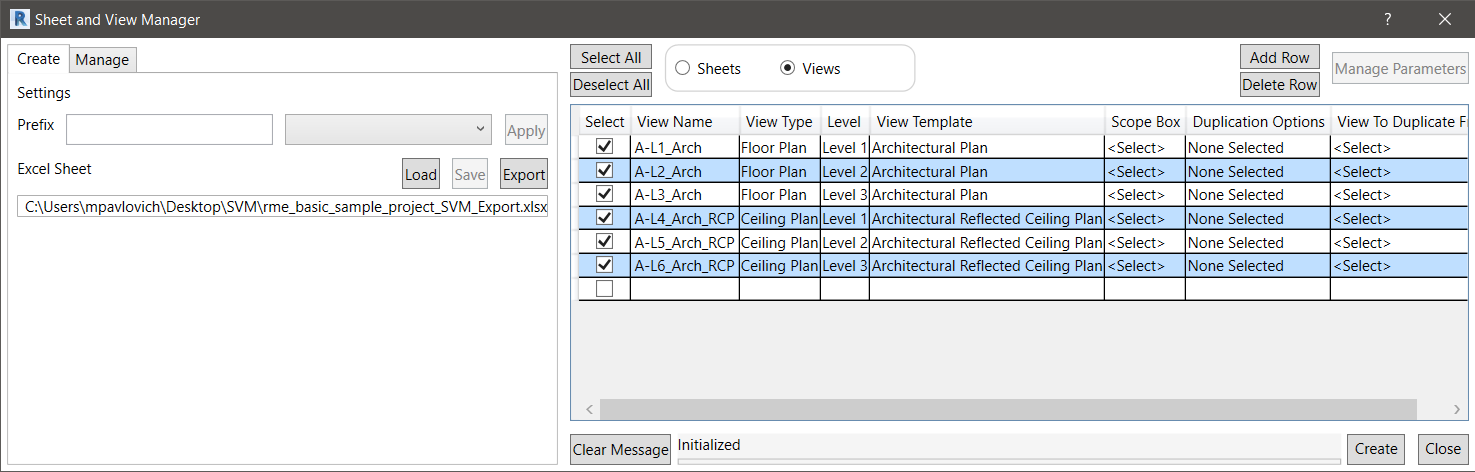 Sheet and View Manager ?
Create Manage
Settings
Prefix Apply
Excel Sheet Load Save Export
C:\Users\mpavlovich\Desktop\SVM\rme_basic_sample_project_SVM_Export.xlsx
Select All
Deselect All
Sheets Views
Add Row
Delete Row
Manage Parameters
Select View Name View Type Level View Template Scope Box Duplication Options View To Duplicate F
A-L1_Arch Floor Plan Level 1 Architectural Plan <Select> None Selected <Select>
A-L2_Arch Floor Plan Level 2 Architectural Plan <Select> None Selected <Select>
A-L3_Arch Floor Plan Level 3 Architectural Plan <Select> None Selected <Select>
A-L4_Arch_RCP Ceiling Plan Level 1 Architectural Reflected Ceiling Plan <Select> None Selected <Select>
A-L5_Arch_RCP Ceiling Plan Level 2 Architectural Reflected Ceiling Plan <Select> None Selected <Select>
A-L6_Arch_RCP Ceiling Plan Level 3 Architectural Reflected Ceiling Plan <Select> None Selected <Select>
Clear Message Initialized Create Close